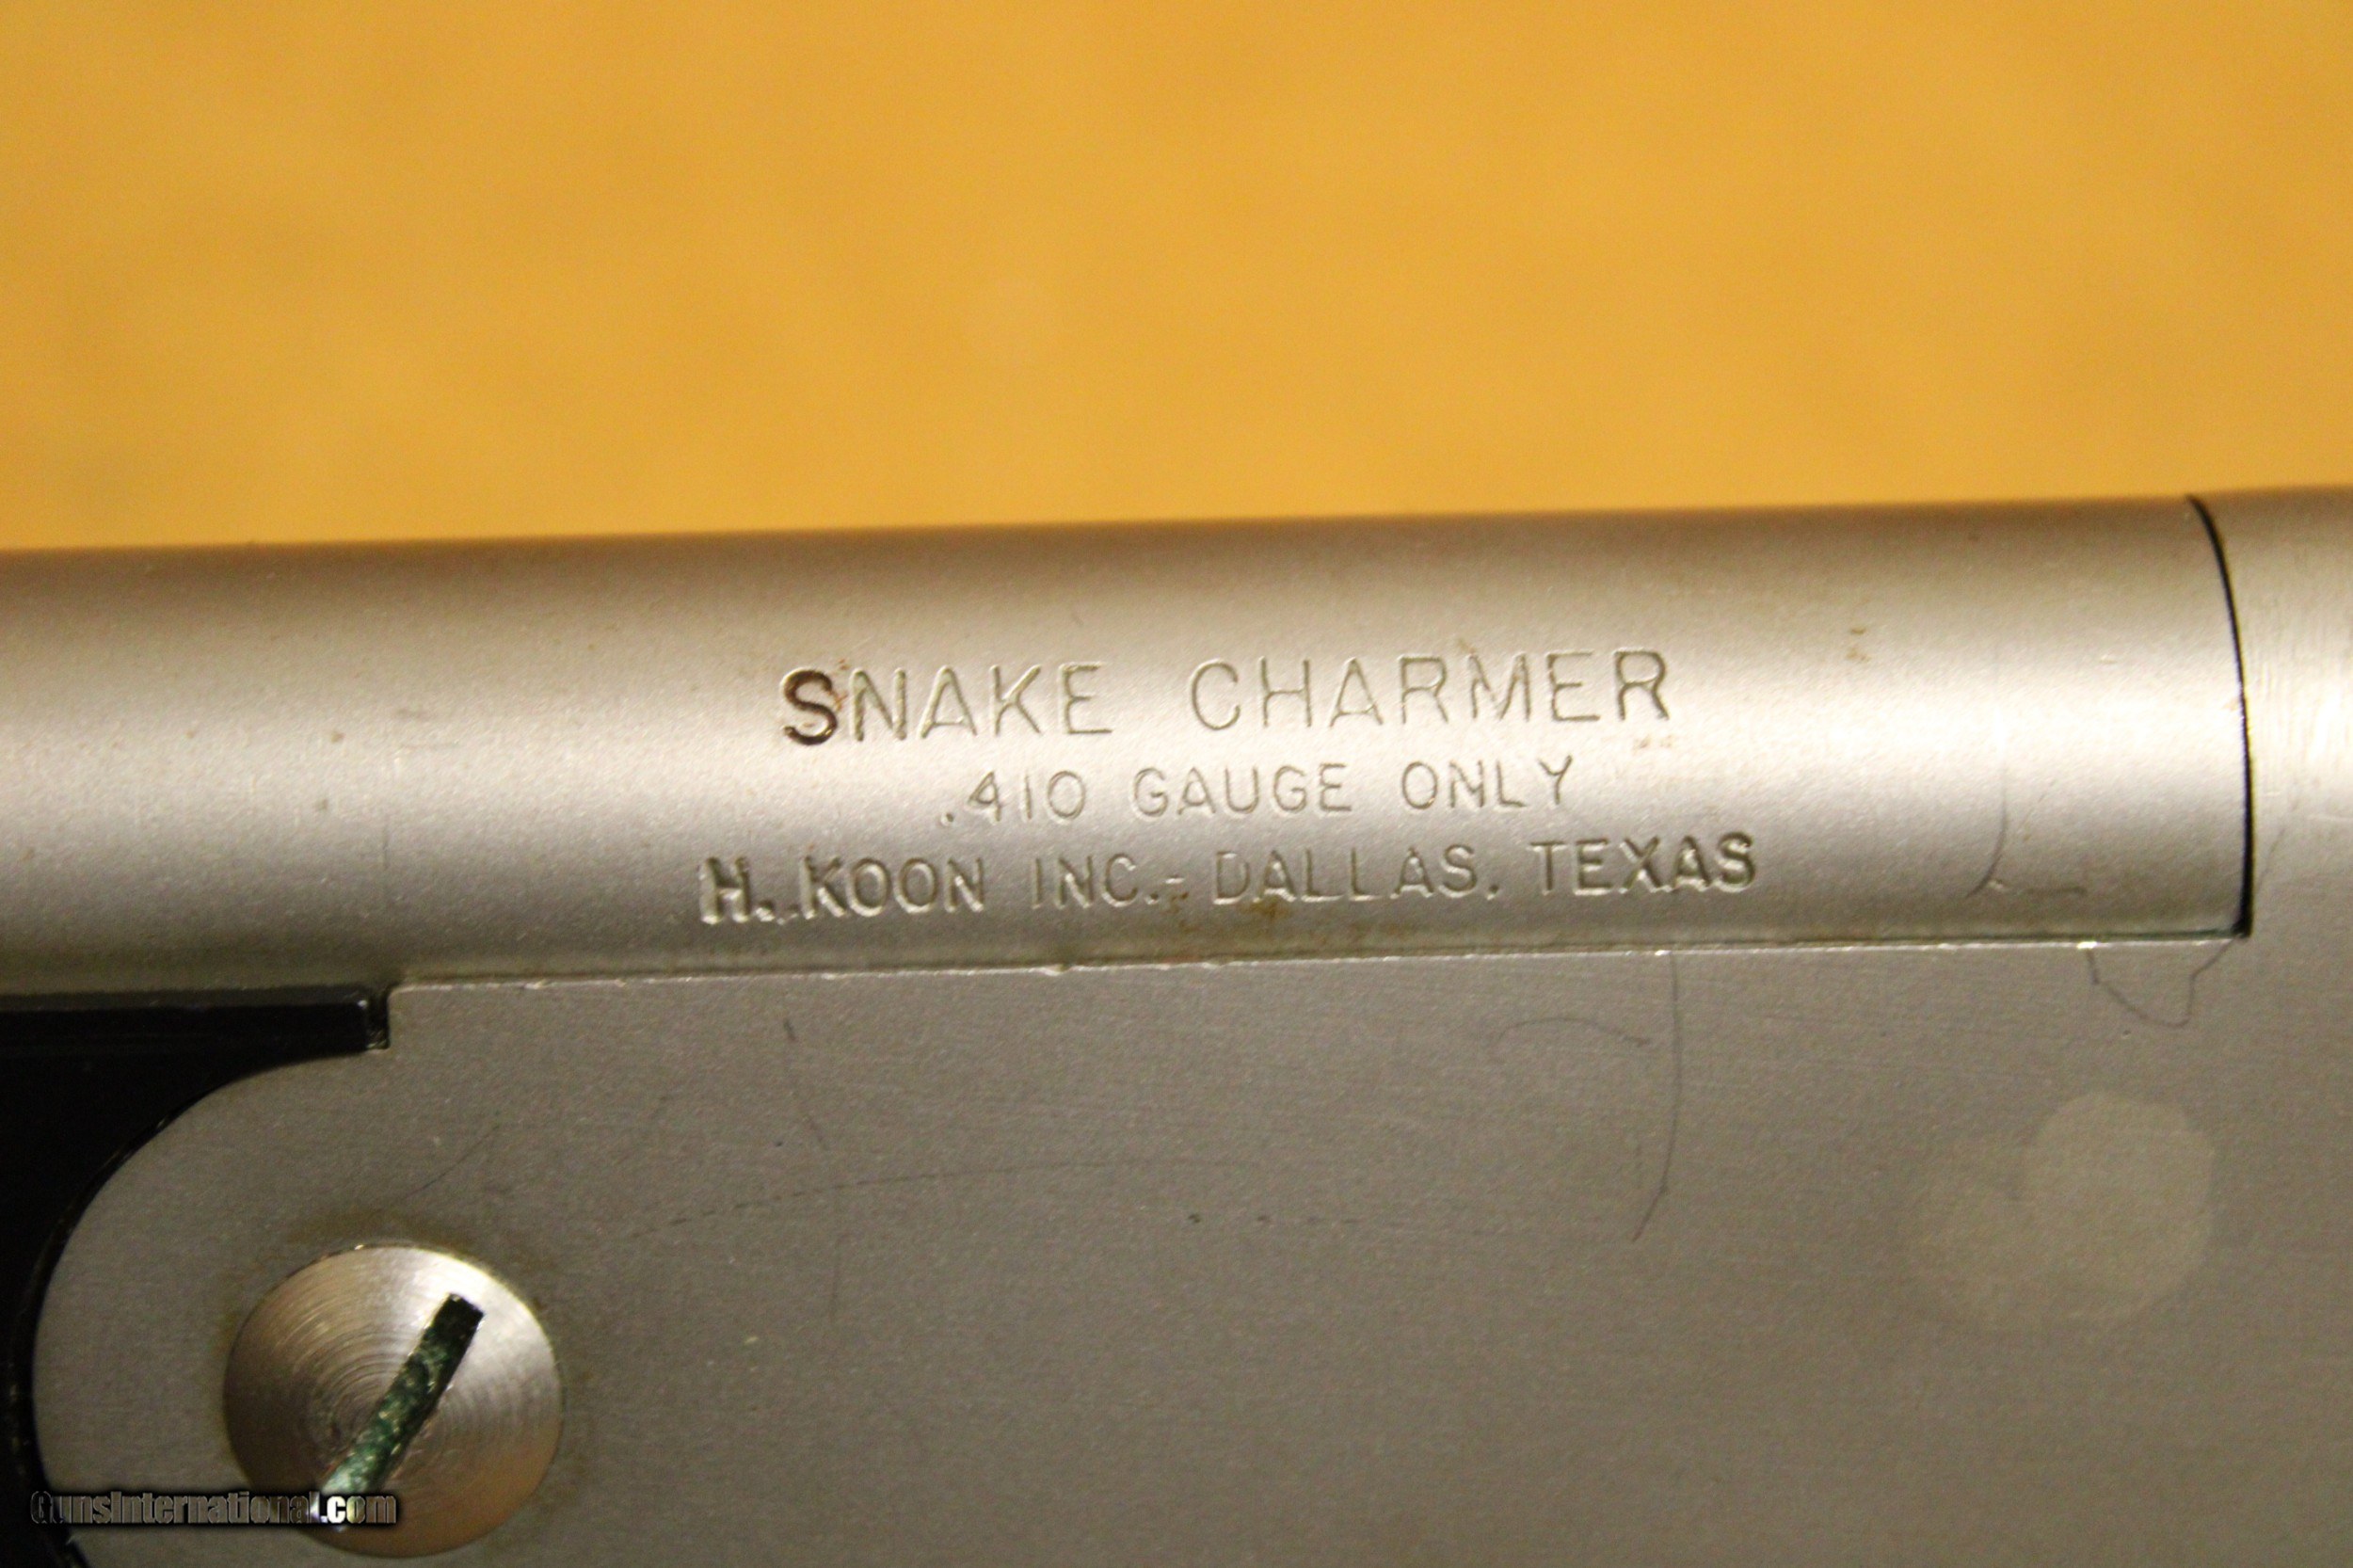 SNAKE CHARMER
.410 GAUGE ONLY
H. KOON INC.- DALLAS, TEXAS
GunsInternational.com